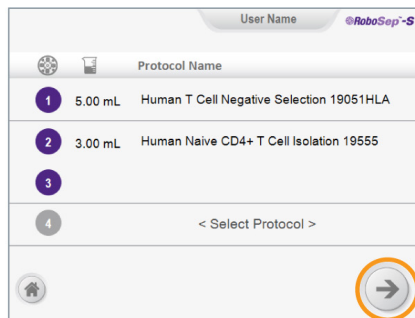 User Name
RoboSep™-S
Protocol Name
1 5.00 mL Human T Cell Negative Selection 19051HLA
2 3.00 mL Human Naive CD4+ T Cell Isolation 19555
3
4 < Select Protocol >